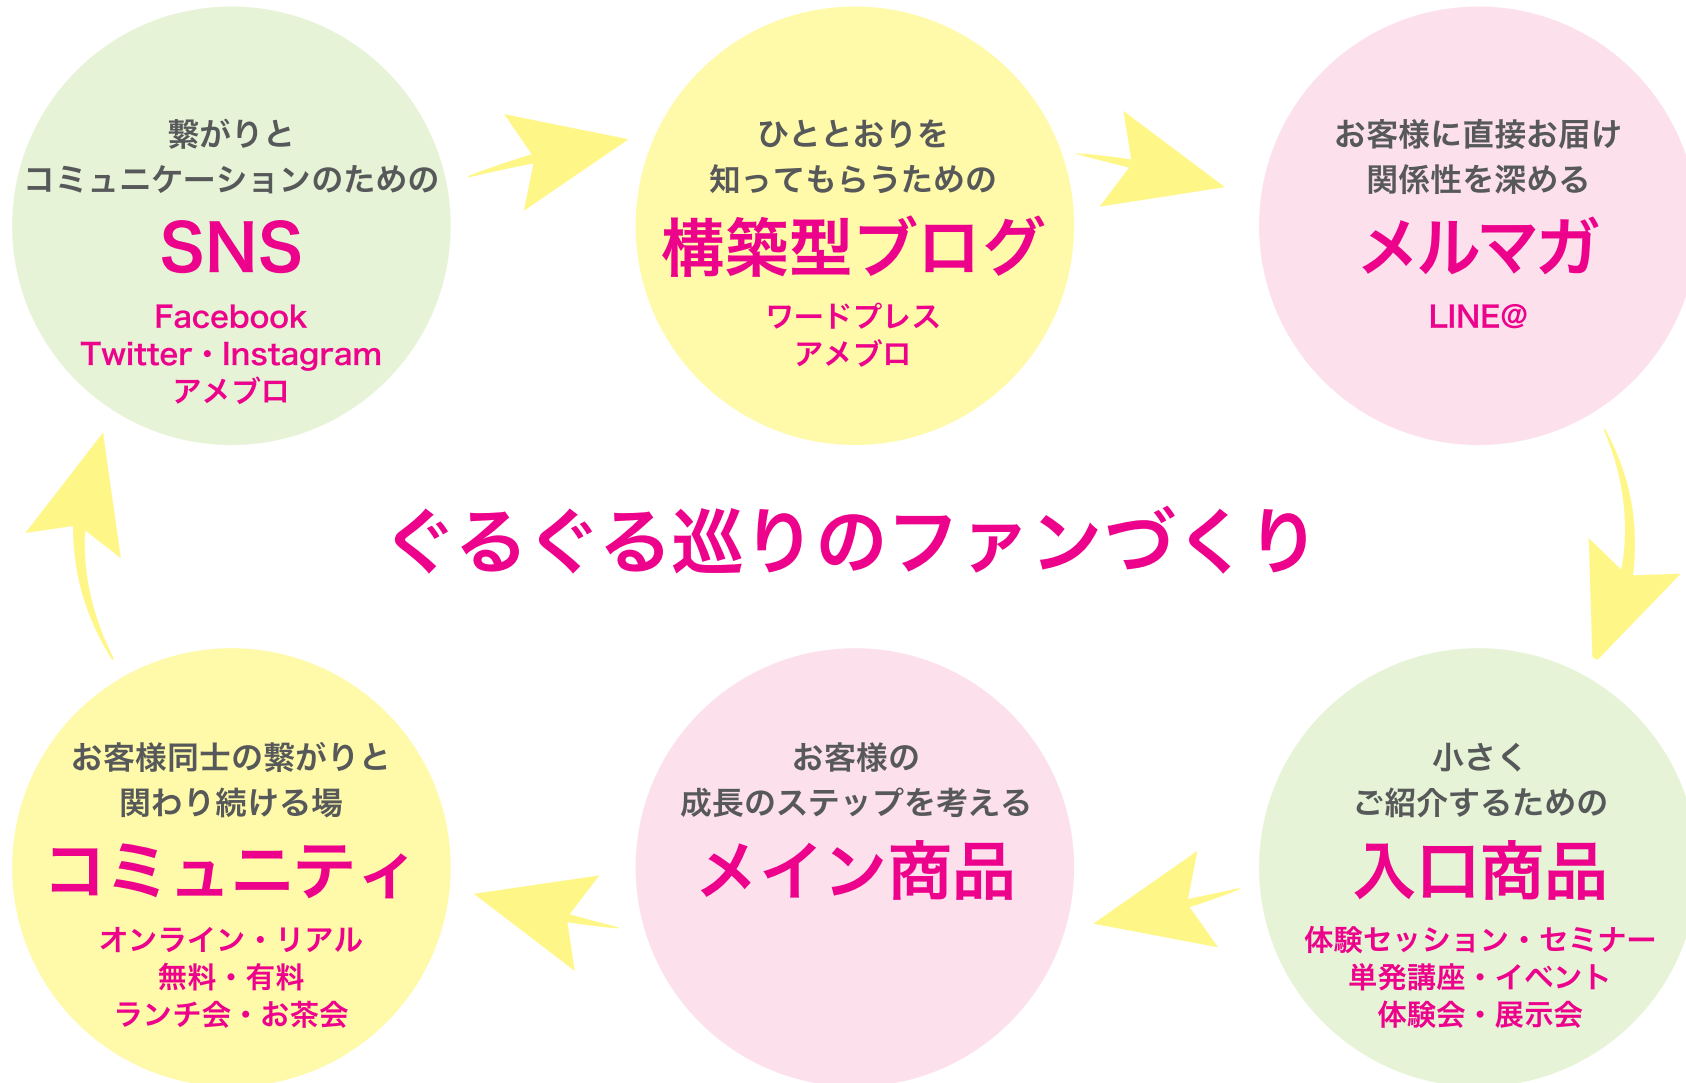 繋がりと
コミュニケーションのための
SNS
Facebook
Twitter・Instagram
アメブロ
ひととおりを
知ってもらうための
構築型ブログ
ワードプレス
アメブロ
お客様に直接お届け
関係性を深める
メルマガ
LINE@
ぐるぐる巡りのファンづくり
お客様同士の繋がりと
関わり続ける場
コミュニティ
オンライン・リアル
無料・有料
ランチ会・お茶会
お客様の
成長のステップを考える
メイン商品
小さく
ご紹介するための
入口商品
体験セッション・セミナー
単発講座・イベント
体験会・展示会